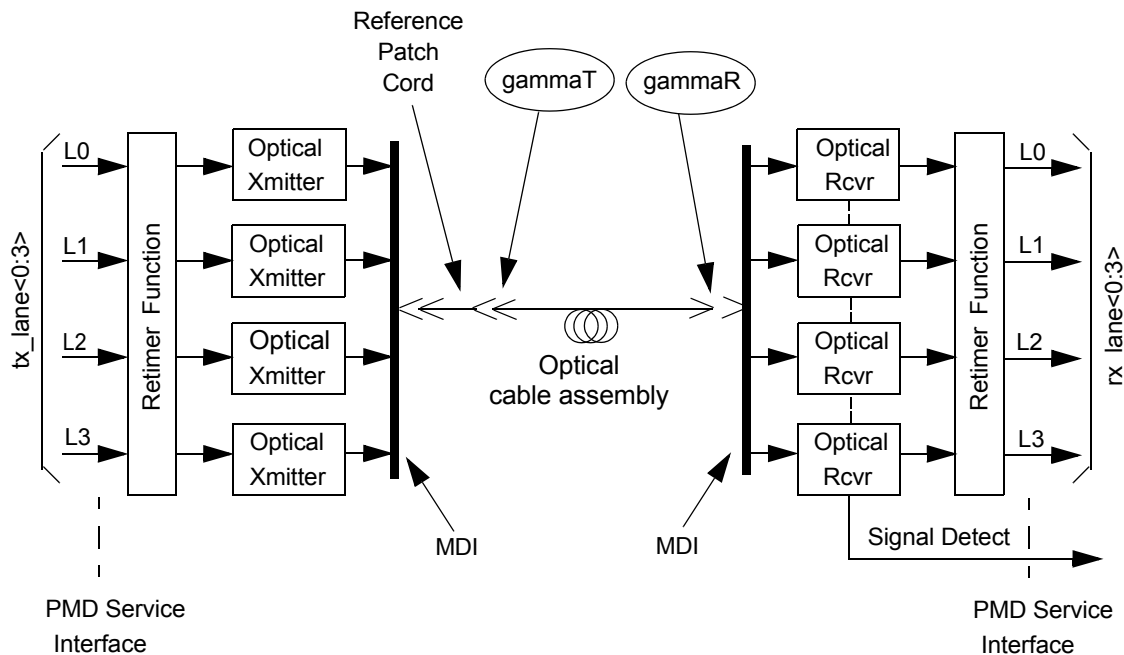 Reference
Patch
Cord
gammaT
gammaR
tx_lane<0:3>
L0
L1
L2
L3
Retimer Function
Optical
Xmitter
Optical
Xmitter
Optical
Xmitter
Optical
Xmitter
Optical
cable assembly
MDI
MDI
Optical
Rcvr
Optical
Rcvr
Optical
Rcvr
Optical
Rcvr
Retimer Function
L0
L1
L2
L3
rx_lane<0:3>
Signal Detect
PMD Service
Interface
PMD Service
Interface